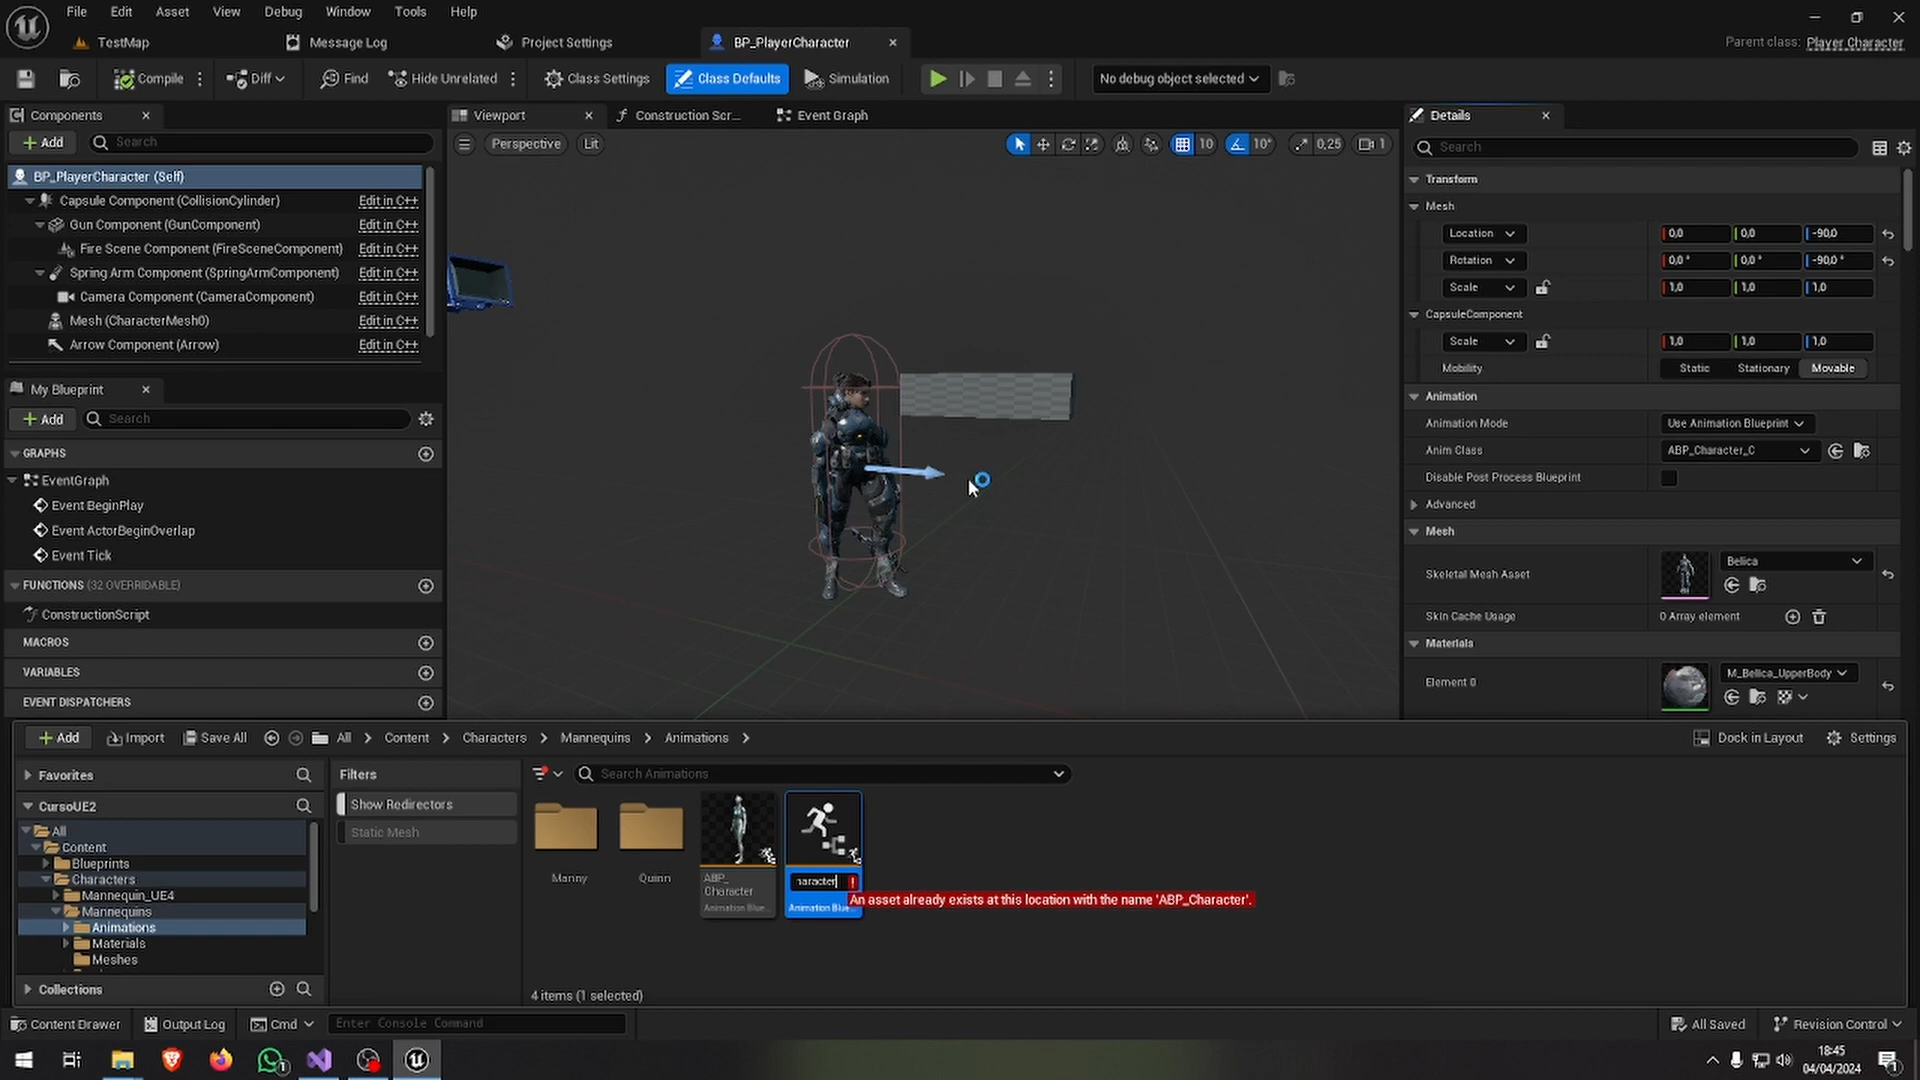 File Edit View Asset Debug Window Tools Help
TestMap Message Log Project Settings BP_PlayerCharacter Parent class: Player Character
Compile Diff Find Hide Unrelated Class Settings Class Defaults Simulation No debug object selected
Components
Add Search
BP_PlayerCharacter (Self)
Capsule Component (CollisionCylinder) Edit in C++
Gun Component (GunComponent) Edit in C++
Fire Scene Component (FireSceneComponent) Edit in C++
Spring Arm Component (SpringArmComponent) Edit in C++
Camera Component (CameraComponent) Edit in C++
Mesh (CharacterMesh0) Edit in C++
Arrow Component (Arrow) Edit in C++
My Blueprint
Add Search
GRAPHS
EventGraph
Event BeginPlay
Event ActorBeginOverlap
Event Tick
FUNCTIONS (32 OVERRIDABLE)
ConstructionScript
MACROS
VARIABLES
EVENT DISPATCHERS
Viewport Construction Scr... Event Graph
Perspective Lit 10 10° 0,25 1
Details
Search
Transform
Mesh
Location 0,0 0,0 -90,0
Rotation 0,0 ° 0,0 ° -90,0 °
Scale 1,0 1,0 1,0
CapsuleComponent
Scale 1,0 1,0 1,0
Mobility Static Stationary Movable
Animation
Animation Mode Use Animation Blueprint
Anim Class ABP_Character_C
Disable Post Process Blueprint
Advanced
Mesh
Skeletal Mesh Asset Belica
Skin Cache Usage 0 Array element
Materials
Element 0 M_Belica_UpperBody
Add Import Save All All Content Characters Mannequins Animations Dock in Layout Settings
Favorites
CursoUE2
All
Content
Blueprints
Characters
Mannequin_UE4
Mannequins
Animations
Materials
Meshes
Collections
Filters
Show Redirectors
Static Mesh
Search Animations
Manny
Quinn
ABP_
Character
Animation Blue...
haracter !
Animation Blue...
An asset already exists at this location with the name 'ABP_Character'.
4 items (1 selected)
Content Drawer Output Log Cmd Enter Console Command All Saved Revision Control
18:45
04/04/2024